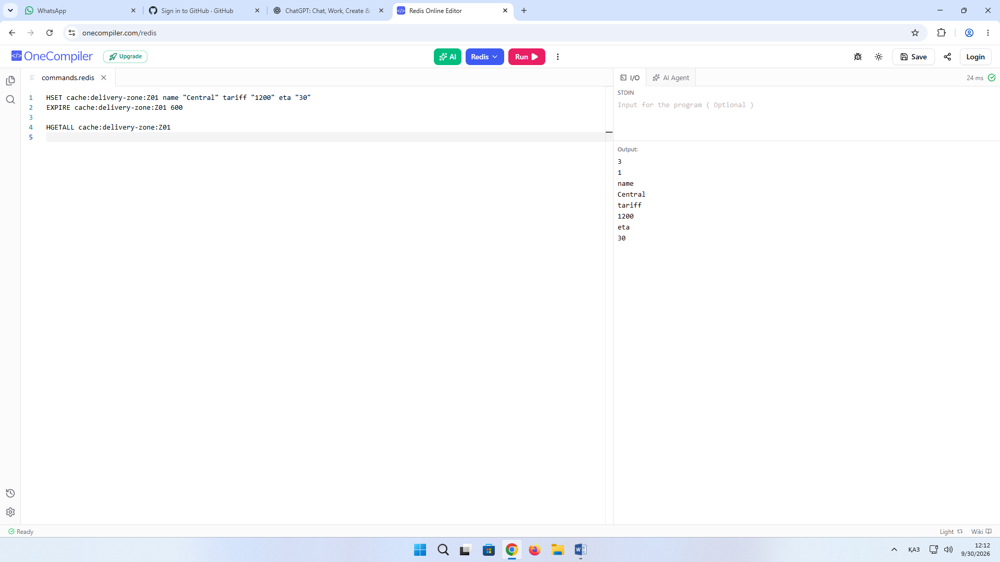 WhatsApp
Sign in to GitHub · GitHub
ChatGPT: Chat, Work, Create &
Redis Online Editor
onecompiler.com/redis
OneCompiler
Upgrade
AI
Redis
Run
Save
Login
commands.redis
I/O
AI Agent
24 ms
1 HSET cache:delivery-zone:Z01 name "Central" tariff "1200" eta "30"
2 EXPIRE cache:delivery-zone:Z01 600
3
4 HGETALL cache:delivery-zone:Z01
5
STDIN
Input for the program ( Optional )
Output:
3
1
name
Central
tariff
1200
eta
30
Ready
Light
Wiki
ҚАЗ
12:12
9/30/2026